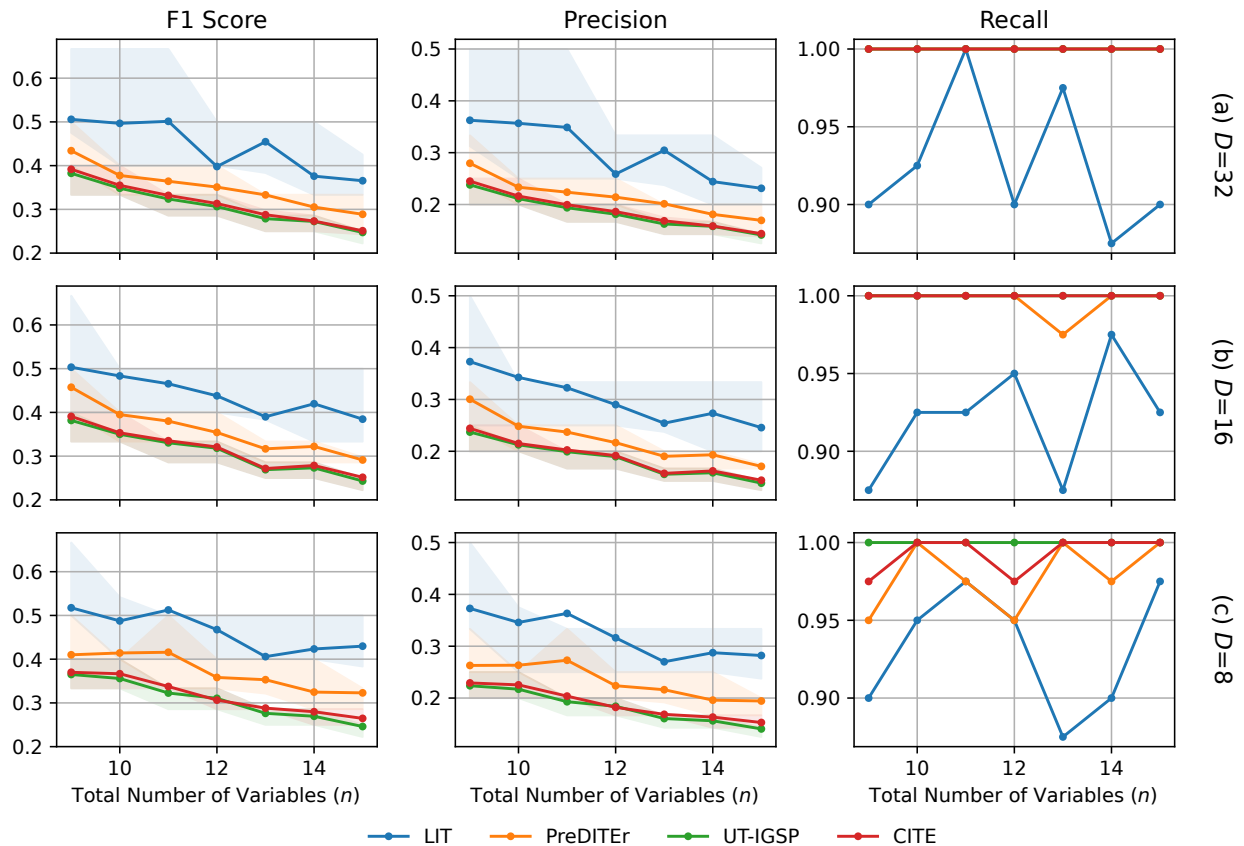 F1 Score
Precision
Recall
0.6
0.5
0.4
0.3
0.2
0.5
0.4
0.3
0.2
1.00
0.95
0.90
(a) D=32
0.6
0.5
0.4
0.3
0.2
0.5
0.4
0.3
0.2
1.00
0.95
0.90
(b) D=16
0.6
0.5
0.4
0.3
0.2
0.5
0.4
0.3
0.2
1.00
0.95
0.90
(c) D=8
10 12 14
10 12 14
10 12 14
Total Number of Variables (n)
Total Number of Variables (n)
Total Number of Variables (n)
LIT PreDITEr UT-IGSP CITE